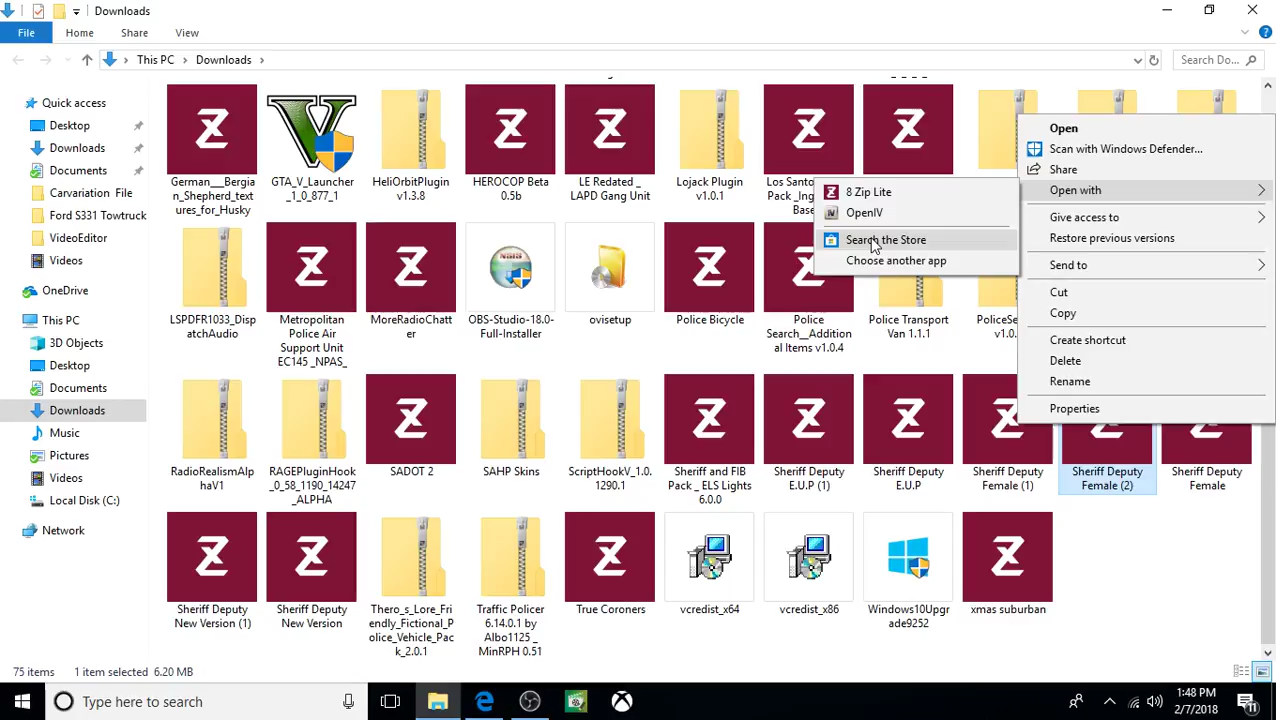 Downloads
File
Home
Share
View
This PC
Downloads
Search Do...
Quick access
Desktop
Downloads
Documents
Carvariation File
Ford S331 Towtruck
VideoEditor
Videos
OneDrive
This PC
3D Objects
Desktop
Documents
Downloads
Music
Pictures
Videos
Local Disk (C:)
Network
German___Bergian_Shepherd_textures_for_Husky
GTA_V_Launcher
_1_0_877_1
HeliOrbitPlugin
v1.3.8
HEROCOP Beta
0.5b
LE Redated _
LAPD Gang Unit
Lojack Plugin
v1.0.1
Los Santo
Pack _Ing
Base
LSPDFR1033_Disp
atchAudio
Metropolitan
Police Air
Support Unit
EC145 _NPAS_
MoreRadioChatt
er
OBS-Studio-18.0-
Full-Installer
ovisetup
Police Bicycle
Police
Search__Addition
al Items v1.0.4
Police Transport
Van 1.1.1
PoliceSe
v1.0.
RadioRealismAlp
haV1
RAGEPluginHook
_0_58_1190_14247
_ALPHA
SADOT 2
SAHP Skins
ScriptHookV_1.0.
1290.1
Sheriff and FIB
Pack _ ELS Lights
6.0.0
Sheriff Deputy
E.U.P (1)
Sheriff Deputy
E.U.P
Sheriff Deputy
Female (1)
Sheriff Deputy
Female (2)
Sheriff Deputy
Female
Sheriff Deputy
New Version (1)
Sheriff Deputy
New Version
Thero_s_Lore_Fri
endly_Fictional_P
olice_Vehicle_Pac
k_2.0.1
Traffic Policer
6.14.0.1 by
Albo1125 _
MinRPH 0.51
True Coroners
vcredist_x64
vcredist_x86
Windows10Upgr
ade9252
xmas suburban
Open
Scan with Windows Defender...
Share
Open with
Give access to
Restore previous versions
Send to
Cut
Copy
Create shortcut
Delete
Rename
Properties
8 Zip Lite
OpenIV
Search the Store
Choose another app
75 items
1 item selected 6.20 MB
Type here to search
1:48 PM
2/7/2018
11